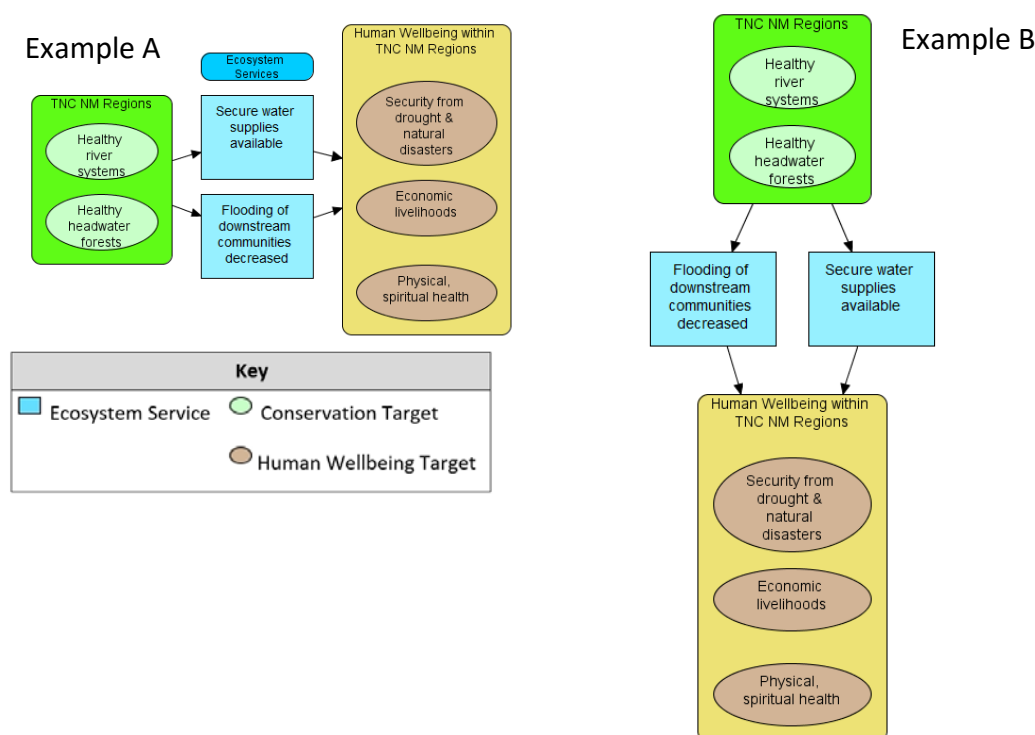 Example A
Ecosystem
Services
TNC NM Regions
Healthy
river
systems
Healthy
headwater
forests
Secure water
supplies
available
Flooding of
downstream
communities
decreased
Human Wellbeing within
TNC NM Regions
Security from
drought &
natural
disasters
Economic
livelihoods
Physical,
spiritual health
Key
Ecosystem Service
Conservation Target
Human Wellbeing Target
Example B
TNC NM Regions
Healthy
river
systems
Healthy
headwater
forests
Flooding of
downstream
communities
decreased
Secure water
supplies
available
Human Wellbeing within
TNC NM Regions
Security from
drought &
natural
disasters
Economic
livelihoods
Physical,
spiritual health